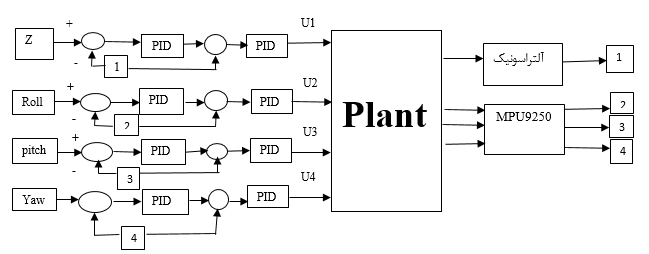 Z + - 1 PID PID U1
Roll + - 2 PID PID U2
pitch + - 3 PID PID U3
Yaw 4 PID PID U4
Plant
آلتراسونیک 1
MPU9250 2
3
4